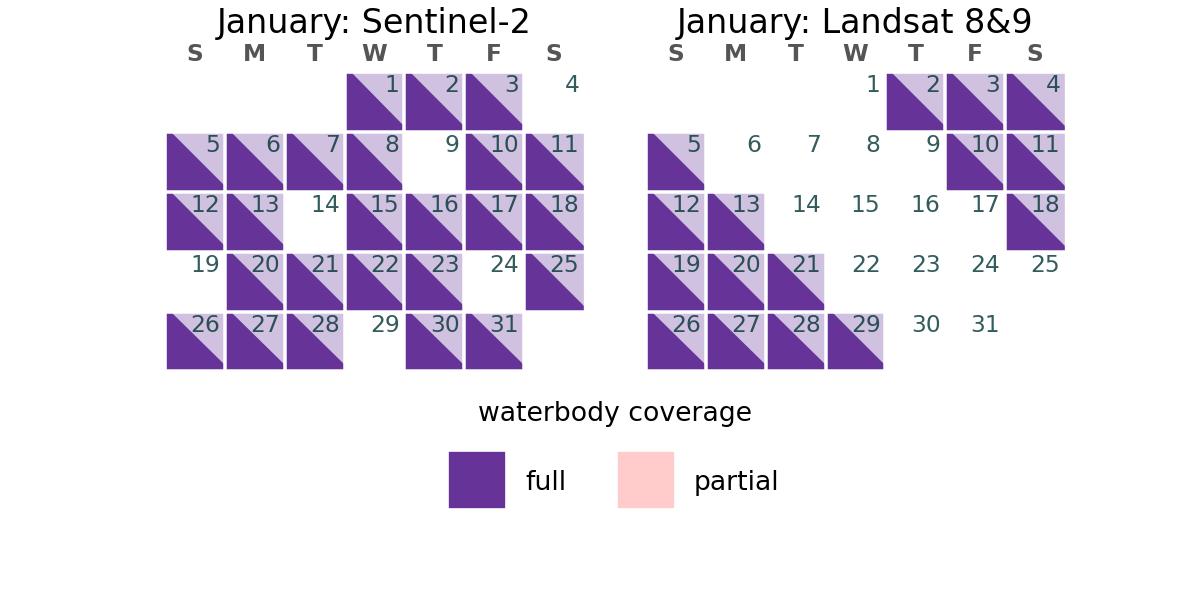 January: Sentinel-2
S M T W T F S
1 2 3 4
5 6 7 8 9 10 11
12 13 14 15 16 17 18
19 20 21 22 23 24 25
26 27 28 29 30 31
January: Landsat 8&9
S M T W T F S
1 2 3 4
5 6 7 8 9 10 11
12 13 14 15 16 17 18
19 20 21 22 23 24 25
26 27 28 29 30 31
waterbody coverage
full partial